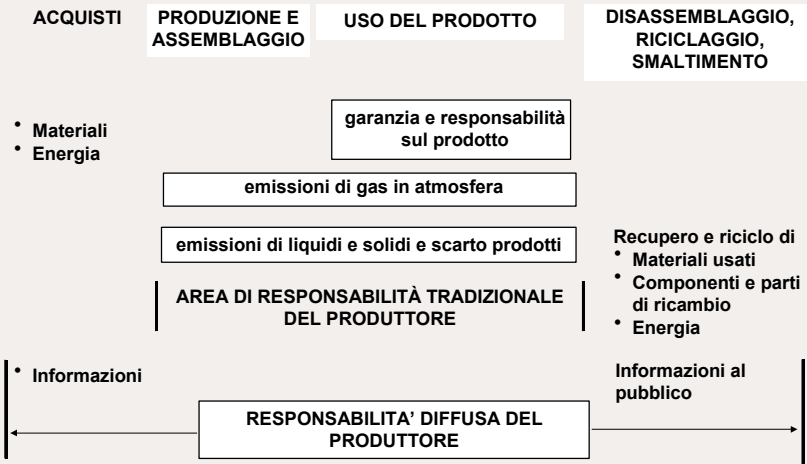 ACQUISTI
PRODUZIONE E
ASSEMBLAGGIO
USO DEL PRODOTTO
DISASSEMBLAGGIO,
RICICLAGGIO,
SMALTIMENTO
• Materiali
• Energia
garanzia e responsabilità
sul prodotto
emissioni di gas in atmosfera
emissioni di liquidi e solidi e scarto prodotti
Recupero e riciclo di
• Materiali usati
• Componenti e parti
di ricambio
• Energia
AREA DI RESPONSABILITÀ TRADIZIONALE
DEL PRODUTTORE
• Informazioni
Informazioni al
pubblico
RESPONSABILITA' DIFFUSA DEL
PRODUTTORE